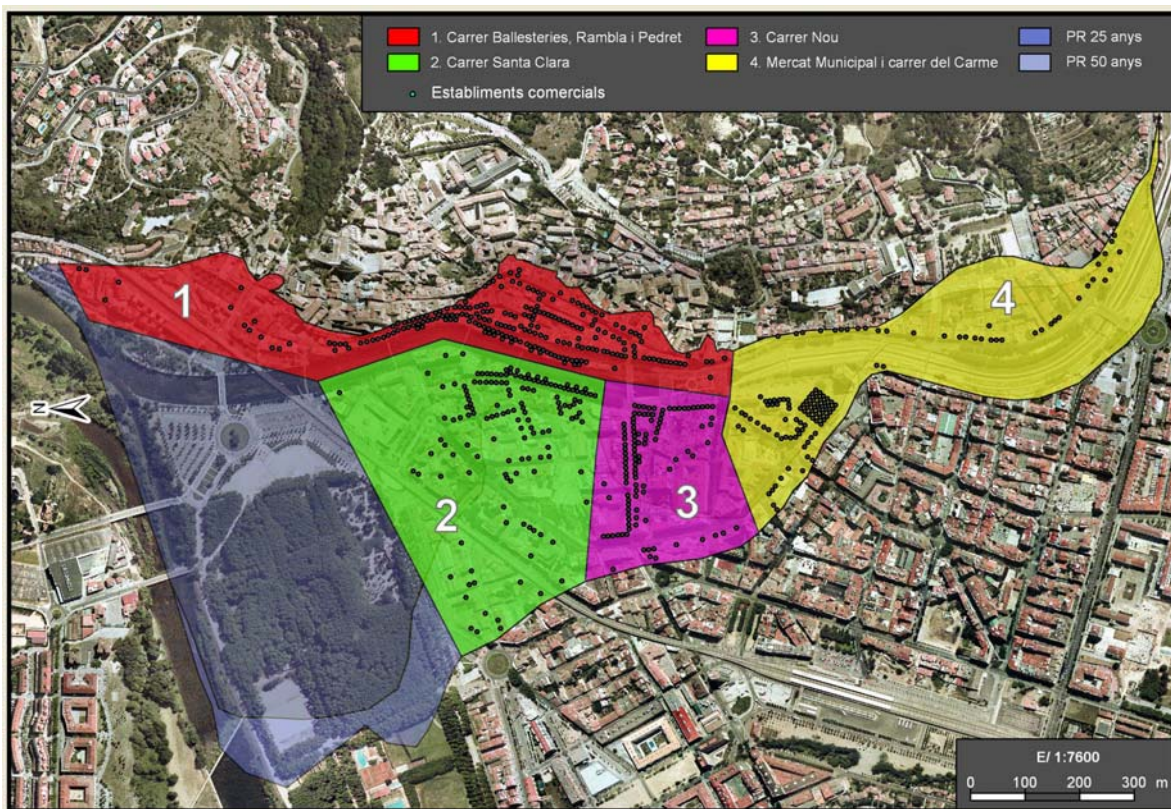 1. Carrer Ballesteries, Rambla i Pedret
3. Carrer Nou
PR 25 anys
2. Carrer Santa Clara
4. Mercat Municipal i carrer del Carme
PR 50 anys
Establiments comercials
1
4
N
2
3
E/ 1:7600
0 100 200 300 m